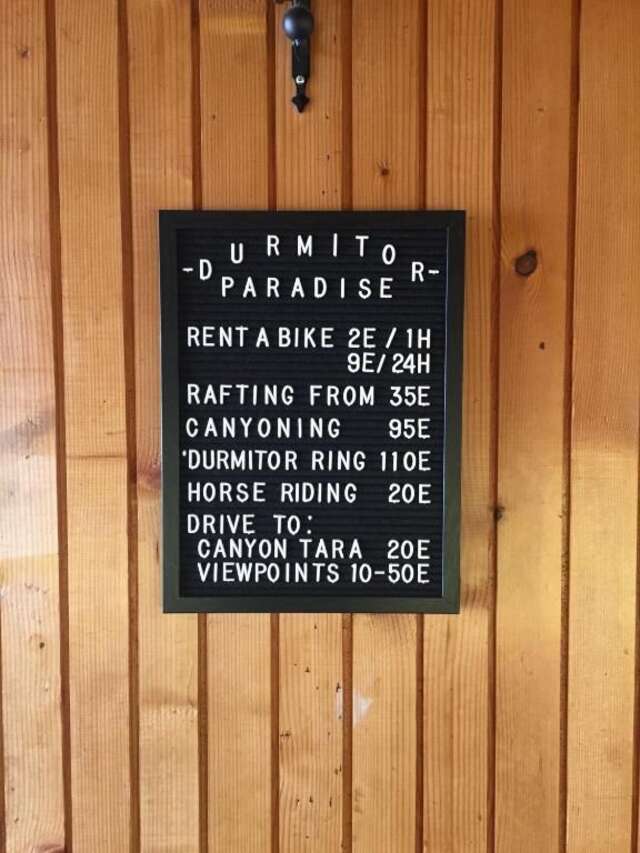 -DURMITOR-
PARADISE
RENT A BIKE 2E / 1H
9E/24H
RAFTING FROM 35E
CANYONING 95E
'DURMITOR RING 110E
HORSE RIDING 20E
DRIVE TO:
CANYON TARA 20E
VIEWPOINTS 10-50E